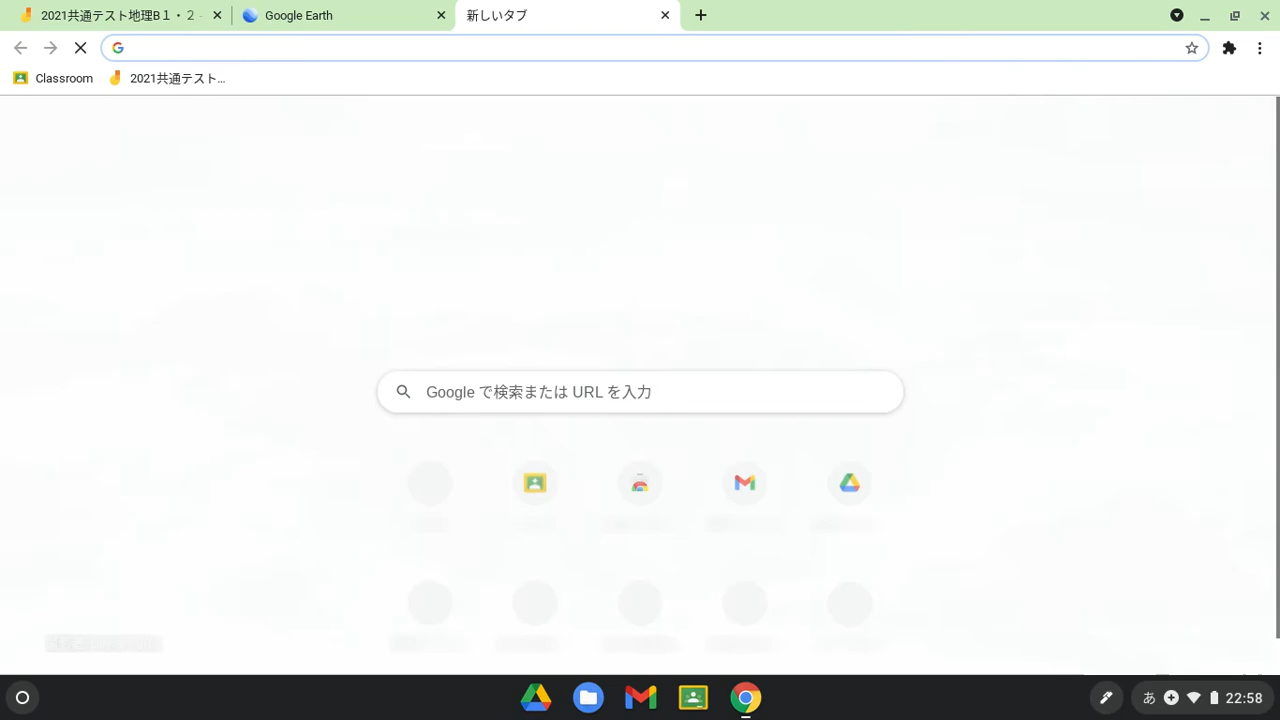 2021共通テスト地理B１・２ -
Google Earth
新しいタブ
Classroom
2021共通テスト...
Google で検索または URL を入力
あ
22:58